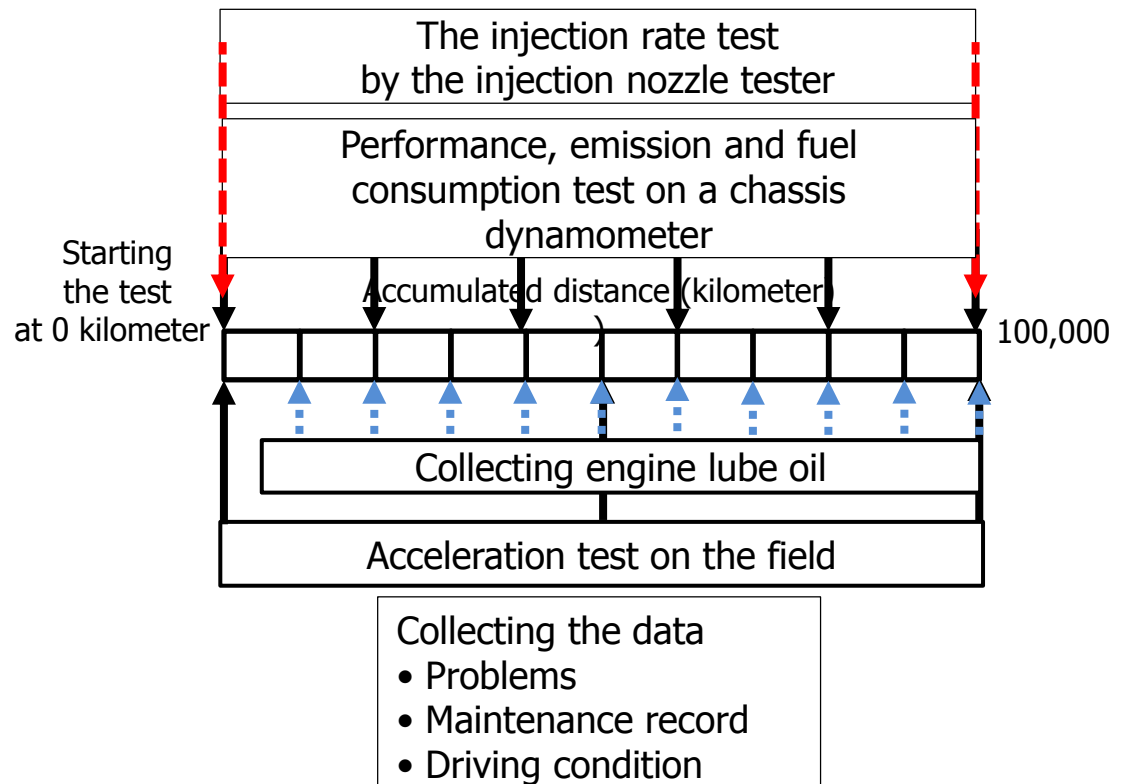 The injection rate test
by the injection nozzle tester
Performance, emission and fuel
consumption test on a chassis
dynamometer
Starting
the test
at 0 kilometer
Accumulated distance (kilometer)
)
100,000
Collecting engine lube oil
Acceleration test on the field
Collecting the data
• Problems
• Maintenance record
• Driving condition